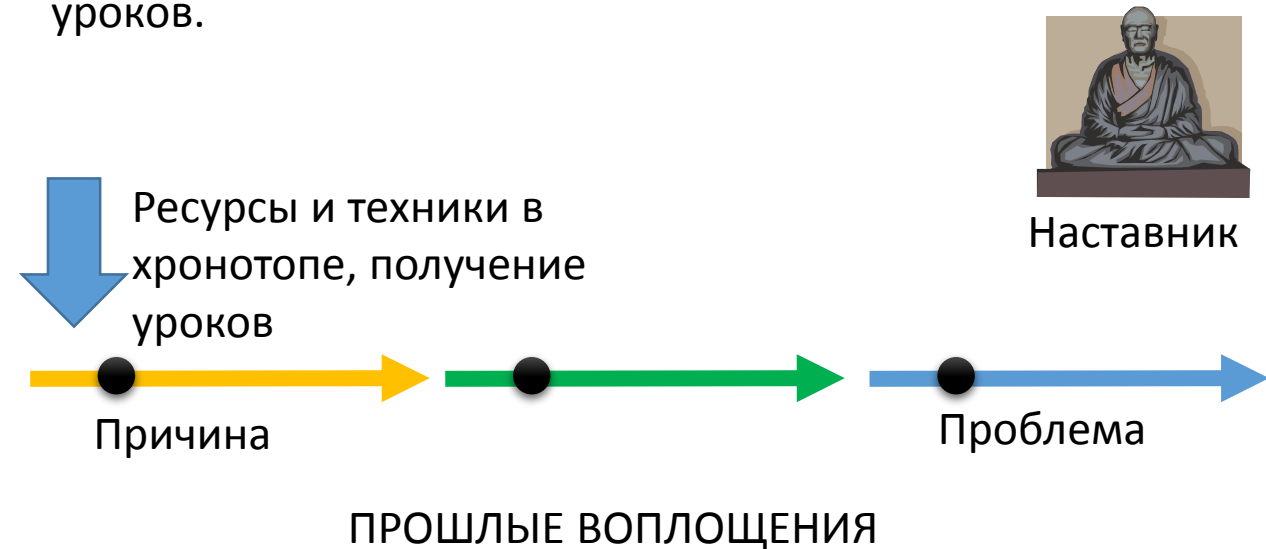 уроков.
Ресурсы и техники в
хронотопе, получение
уроков
Наставник
Причина
Проблема
ПРОШЛЫЕ ВОПЛОЩЕНИЯ